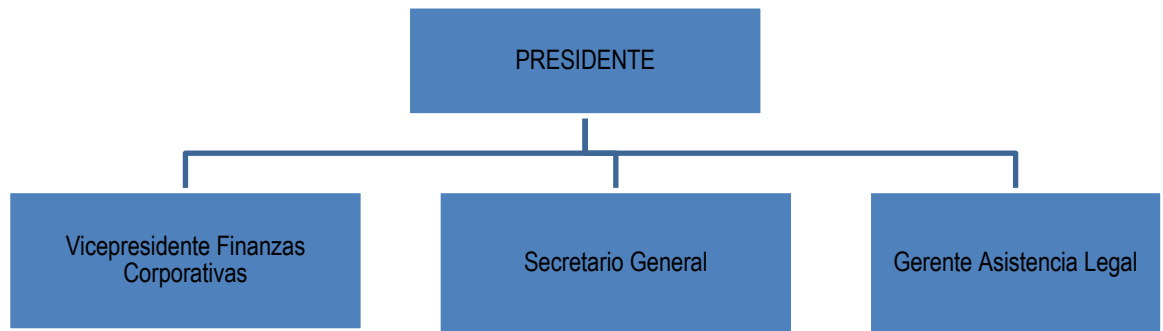 PRESIDENTE
Vicepresidente Finanzas
Corporativas
Secretario General
Gerente Asistencia Legal